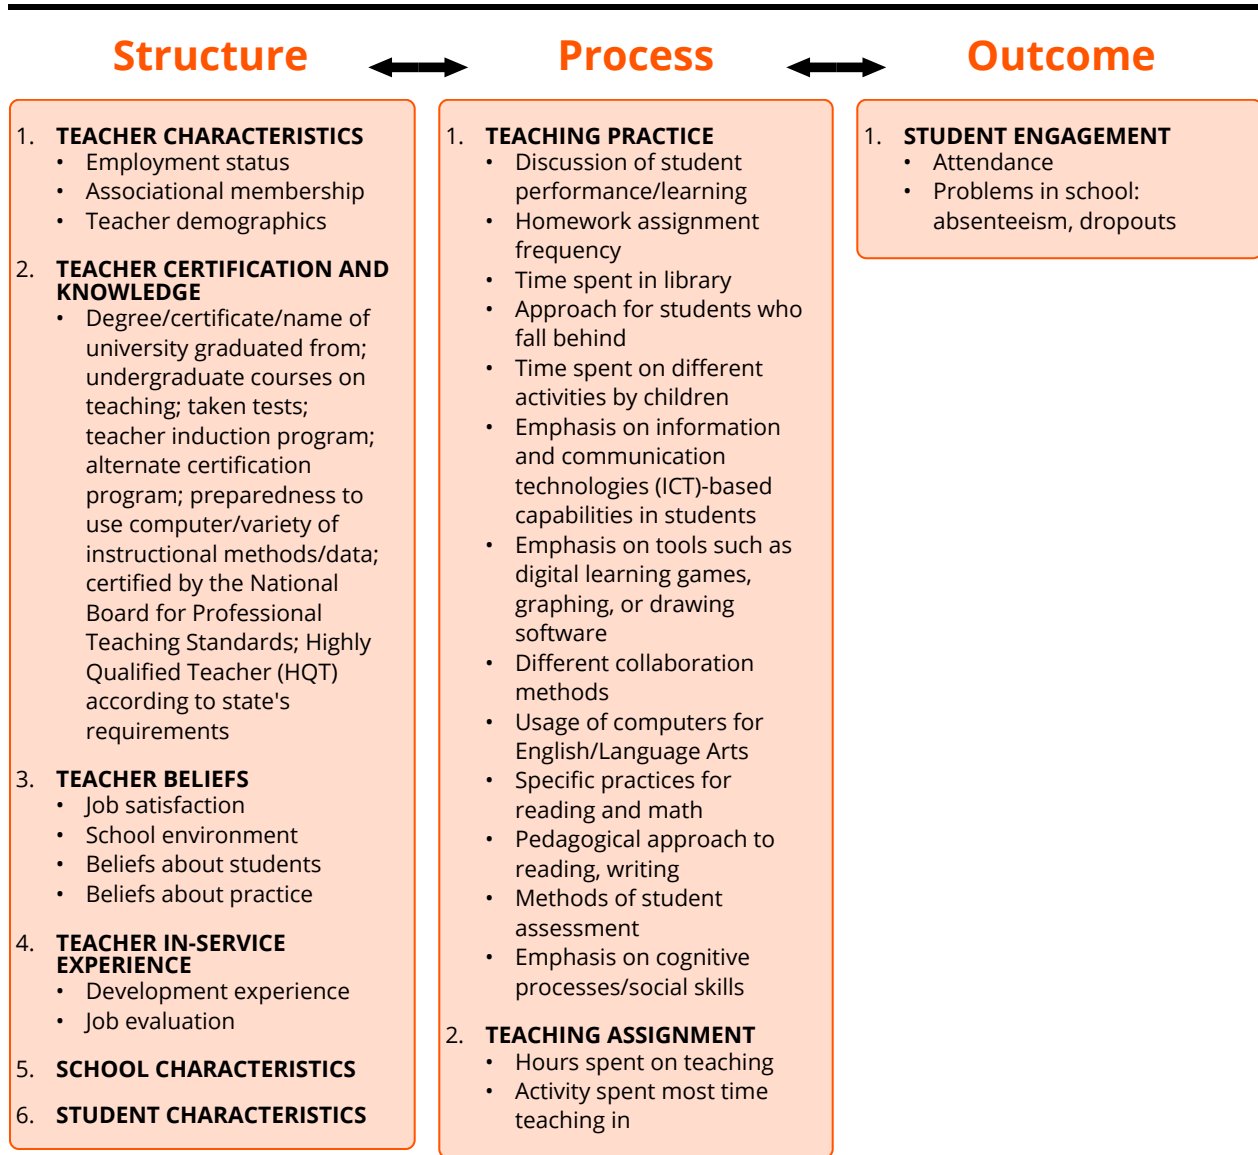 Structure
Process
Outcome
1. TEACHER CHARACTERISTICS
• Employment status
• Associational membership
• Teacher demographics
2. TEACHER CERTIFICATION AND
KNOWLEDGE
• Degree/certificate/name of
university graduated from;
undergraduate courses on
teaching; taken tests;
teacher induction program;
alternate certification
program; preparedness to
use computer/variety of
instructional methods/data;
certified by the National
Board for Professional
Teaching Standards; Highly
Qualified Teacher (HQT)
according to state's
requirements
3. TEACHER BELIEFS
• Job satisfaction
• School environment
• Beliefs about students
• Beliefs about practice
4. TEACHER IN-SERVICE
EXPERIENCE
• Development experience
• Job evaluation
5. SCHOOL CHARACTERISTICS
6. STUDENT CHARACTERISTICS
1. TEACHING PRACTICE
• Discussion of student
performance/learning
• Homework assignment
frequency
• Time spent in library
• Approach for students who
fall behind
• Time spent on different
activities by children
• Emphasis on information
and communication
technologies (ICT)-based
capabilities in students
• Emphasis on tools such as
digital learning games,
graphing, or drawing
software
• Different collaboration
methods
• Usage of computers for
English/Language Arts
• Specific practices for
reading and math
• Pedagogical approach to
reading, writing
• Methods of student
assessment
• Emphasis on cognitive
processes/social skills
2. TEACHING ASSIGNMENT
• Hours spent on teaching
• Activity spent most time
teaching in
1. STUDENT ENGAGEMENT
• Attendance
• Problems in school:
absenteeism, dropouts